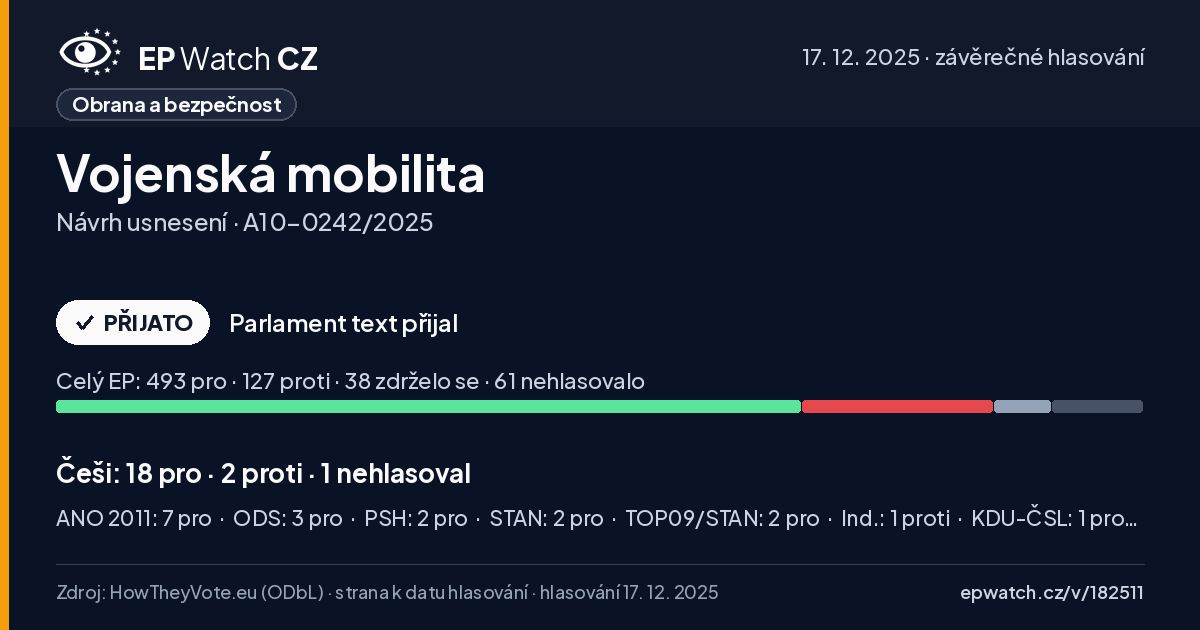 EP Watch CZ
17. 12. 2025 · závěrečné hlasování
Obrana a bezpečnost
Vojenská mobilita
Návrh usnesení · A10–0242/2025
✓ PŘIJATO
Parlament text přijal
Celý EP: 493 pro · 127 proti · 38 zdrželo se · 61 nehlasovalo
Češi: 18 pro · 2 proti · 1 nehlasoval
ANO 2011: 7 pro · ODS: 3 pro · PSH: 2 pro · STAN: 2 pro · TOP09/STAN: 2 pro · Ind.: 1 proti · KDU-ČSL: 1 pro…
Zdroj: HowTheyVote.eu (ODbL) · strana k datu hlasování · hlasování 17. 12. 2025
epwatch.cz/v/182511